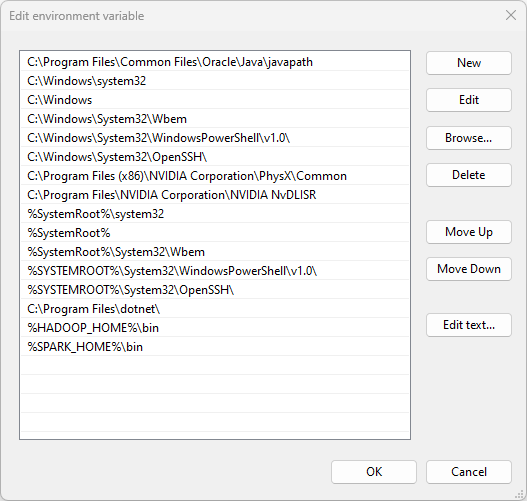 Edit environment variable
C:\Program Files\Common Files\Oracle\Java\javapath
C:\Windows\system32
C:\Windows
C:\Windows\System32\Wbem
C:\Windows\System32\WindowsPowerShell\v1.0\
C:\Windows\System32\OpenSSH\
C:\Program Files (x86)\NVIDIA Corporation\PhysX\Common
C:\Program Files\NVIDIA Corporation\NVIDIA NvDLISR
%SystemRoot%\system32
%SystemRoot%
%SystemRoot%\System32\Wbem
%SYSTEMROOT%\System32\WindowsPowerShell\v1.0\
%SYSTEMROOT%\System32\OpenSSH\
C:\Program Files\dotnet\
%HADOOP_HOME%\bin
%SPARK_HOME%\bin
New
Edit
Browse...
Delete
Move Up
Move Down
Edit text...
OK
Cancel